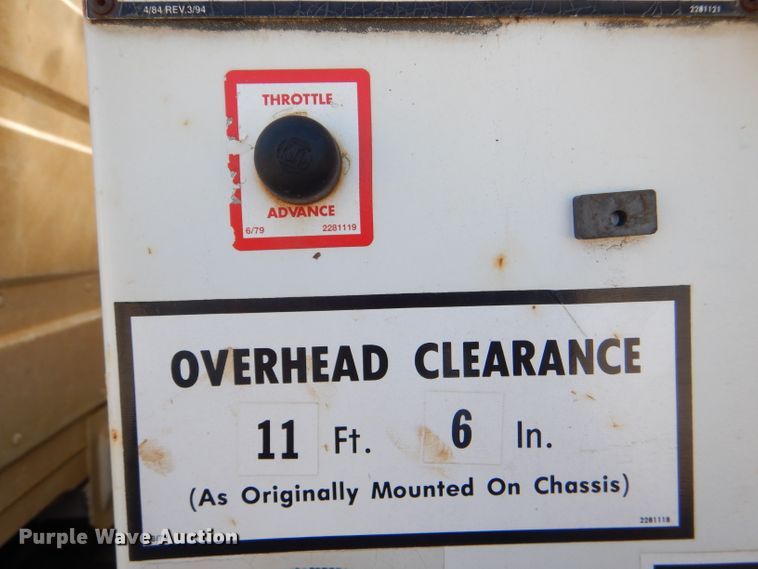 4/84 REV.3/94 2281121
THROTTLE
ADVANCE
6/79 2281119
OVERHEAD CLEARANCE
11 Ft. 6 In.
(As Originally Mounted On Chassis)
2281118
Purple Wave Auction